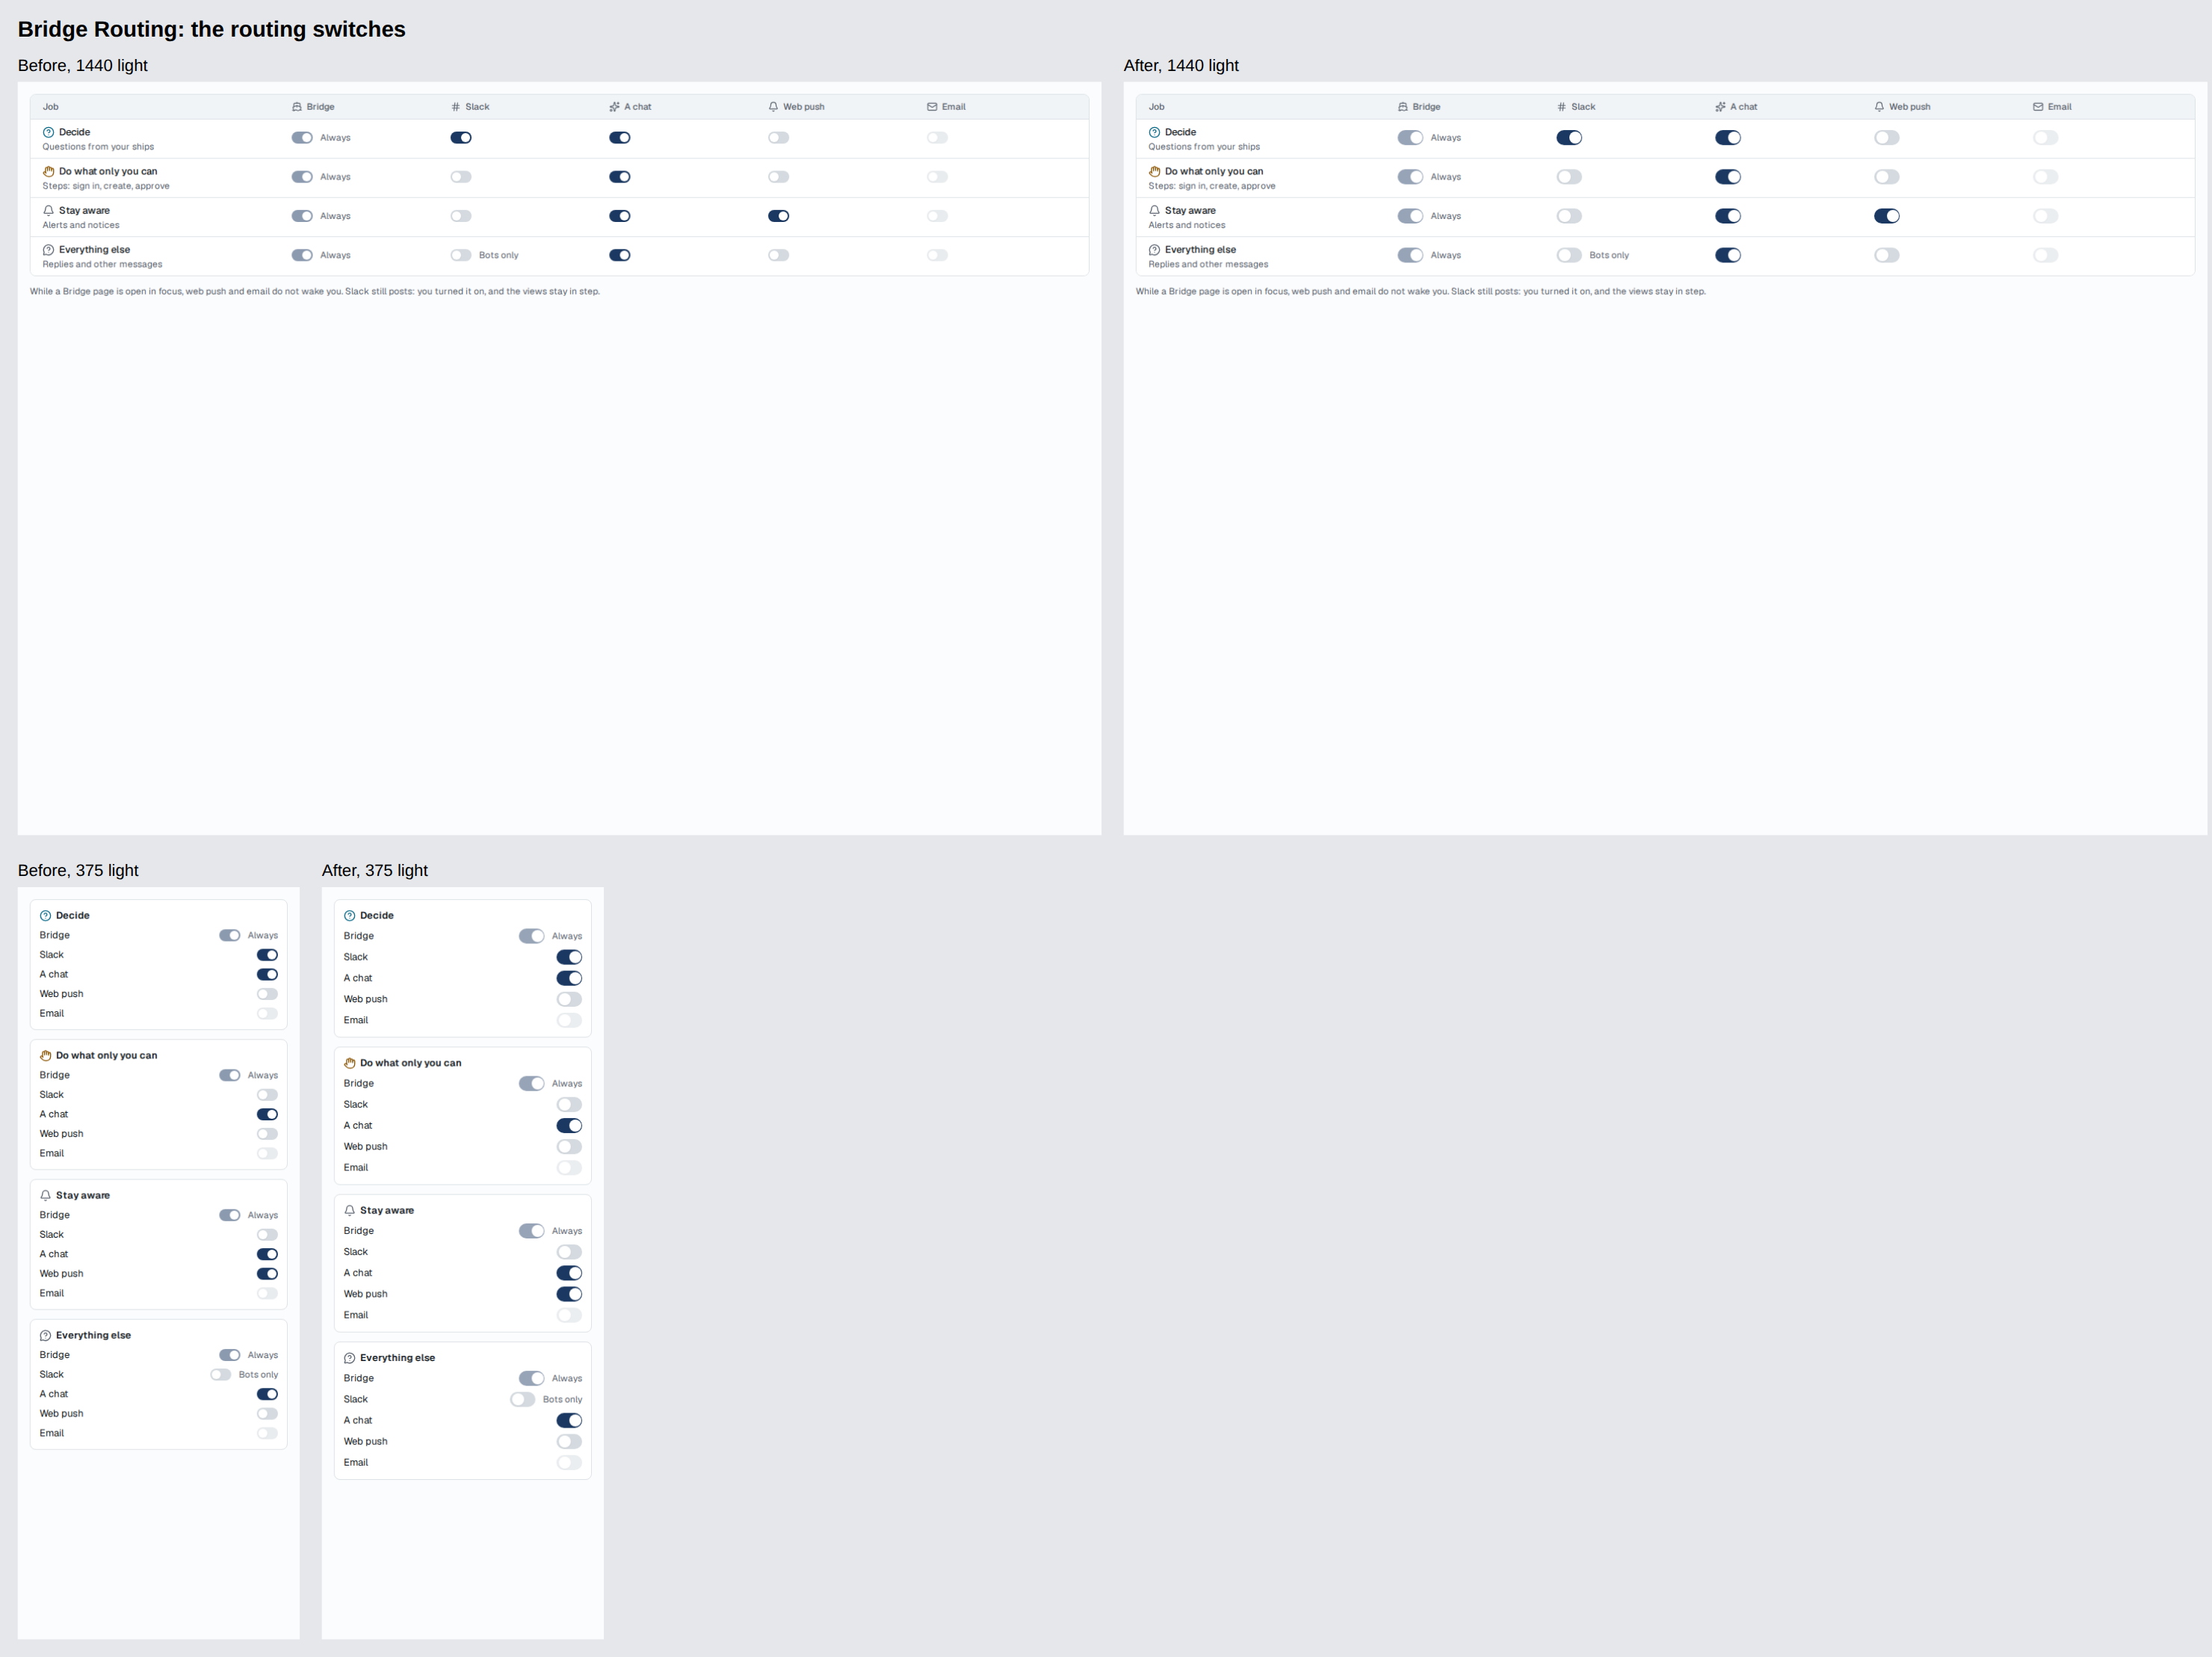 Bridge Routing: the routing switches
Before, 1440 light
Job Bridge Slack A chat Web push Email
Decide
Questions from your ships
Always
Do what only you can
Steps: sign in, create, approve
Always
Stay aware
Alerts and notices
Always
Everything else
Replies and other messages
Always Bots only
While a Bridge page is open in focus, web push and email do not wake you. Slack still posts: you turned it on, and the views stay in step.
After, 1440 light
Job Bridge Slack A chat Web push Email
Decide
Questions from your ships
Always
Do what only you can
Steps: sign in, create, approve
Always
Stay aware
Alerts and notices
Always
Everything else
Replies and other messages
Always Bots only
While a Bridge page is open in focus, web push and email do not wake you. Slack still posts: you turned it on, and the views stay in step.
Before, 375 light
Decide
Bridge Always
Slack
A chat
Web push
Email
Do what only you can
Bridge Always
Slack
A chat
Web push
Email
Stay aware
Bridge Always
Slack
A chat
Web push
Email
Everything else
Bridge Always
Slack Bots only
A chat
Web push
Email
After, 375 light
Decide
Bridge Always
Slack
A chat
Web push
Email
Do what only you can
Bridge Always
Slack
A chat
Web push
Email
Stay aware
Bridge Always
Slack
A chat
Web push
Email
Everything else
Bridge Always
Slack Bots only
A chat
Web push
Email